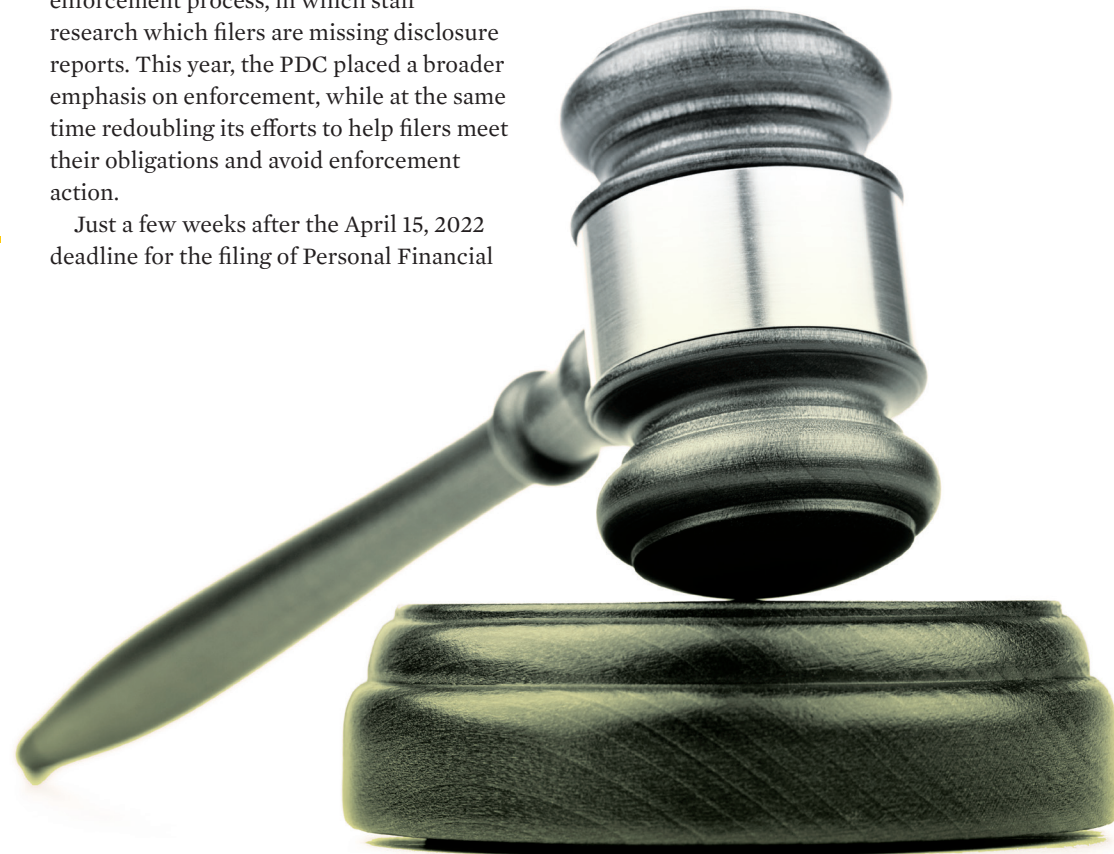 enforcement process, in which staff
research which filers are missing disclosure
reports. This year, the PDC placed a broader
emphasis on enforcement, while at the same
time redoubling its efforts to help filers meet
their obligations and avoid enforcement
action.
Just a few weeks after the April 15, 2022
deadline for the filing of Personal Financial